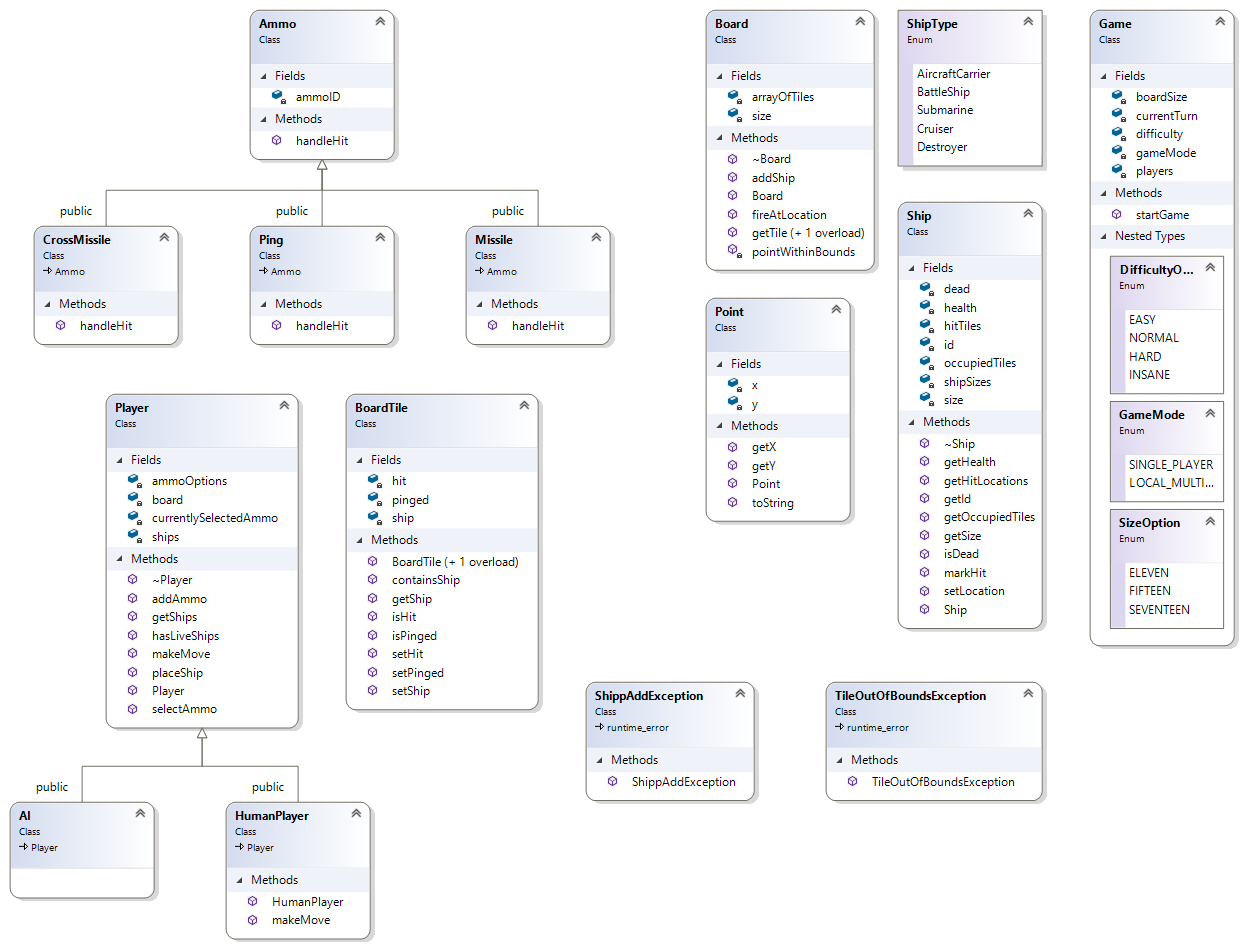 Ammo
Class
Fields
ammoID
Methods
handleHit
public
public
public
CrossMissile
Class
Ammo
Methods
handleHit
Ping
Class
Ammo
Methods
handleHit
Missile
Class
Ammo
Methods
handleHit
Board
Class
Fields
arrayOfTiles
size
Methods
~Board
addShip
Board
fireAtLocation
getTile (+ 1 overload)
pointWithinBounds
ShipType
Enum
AircraftCarrier
BattleShip
Submarine
Cruiser
Destroyer
Game
Class
Fields
boardSize
currentTurn
difficulty
gameMode
players
Methods
startGame
Nested Types
DifficultyO...
Enum
EASY
NORMAL
HARD
INSANE
GameMode
Enum
SINGLE_PLAYER
LOCAL_MULTI...
SizeOption
Enum
ELEVEN
FIFTEEN
SEVENTEEN
Point
Class
Fields
x
y
Methods
getX
getY
Point
toString
Ship
Class
Fields
dead
health
hitTiles
id
occupiedTiles
shipSizes
size
Methods
~Ship
getHealth
getHitLocations
getId
getOccupiedTiles
getSize
isDead
markHit
setLocation
Ship
Player
Class
Fields
ammoOptions
board
currentlySelectedAmmo
ships
Methods
~Player
addAmmo
getShips
hasLiveShips
makeMove
placeShip
Player
selectAmmo
BoardTile
Class
Fields
hit
pinged
ship
Methods
BoardTile (+ 1 overload)
containsShip
getShip
isHit
isPinged
setHit
setPinged
setShip
ShippAddException
Class
runtime_error
Methods
ShippAddException
TileOutOfBoundsException
Class
runtime_error
Methods
TileOutOfBoundsException
public
public
AI
Class
Player
HumanPlayer
Class
Player
Methods
HumanPlayer
makeMove